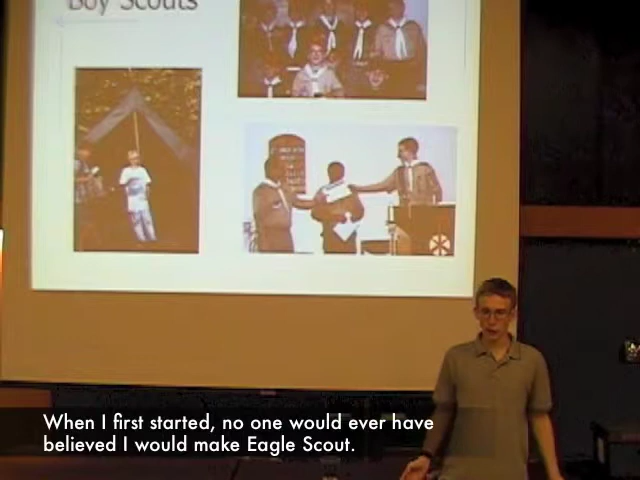 Boy Scouts
When I first started, no one would ever have
believed I would make Eagle Scout.